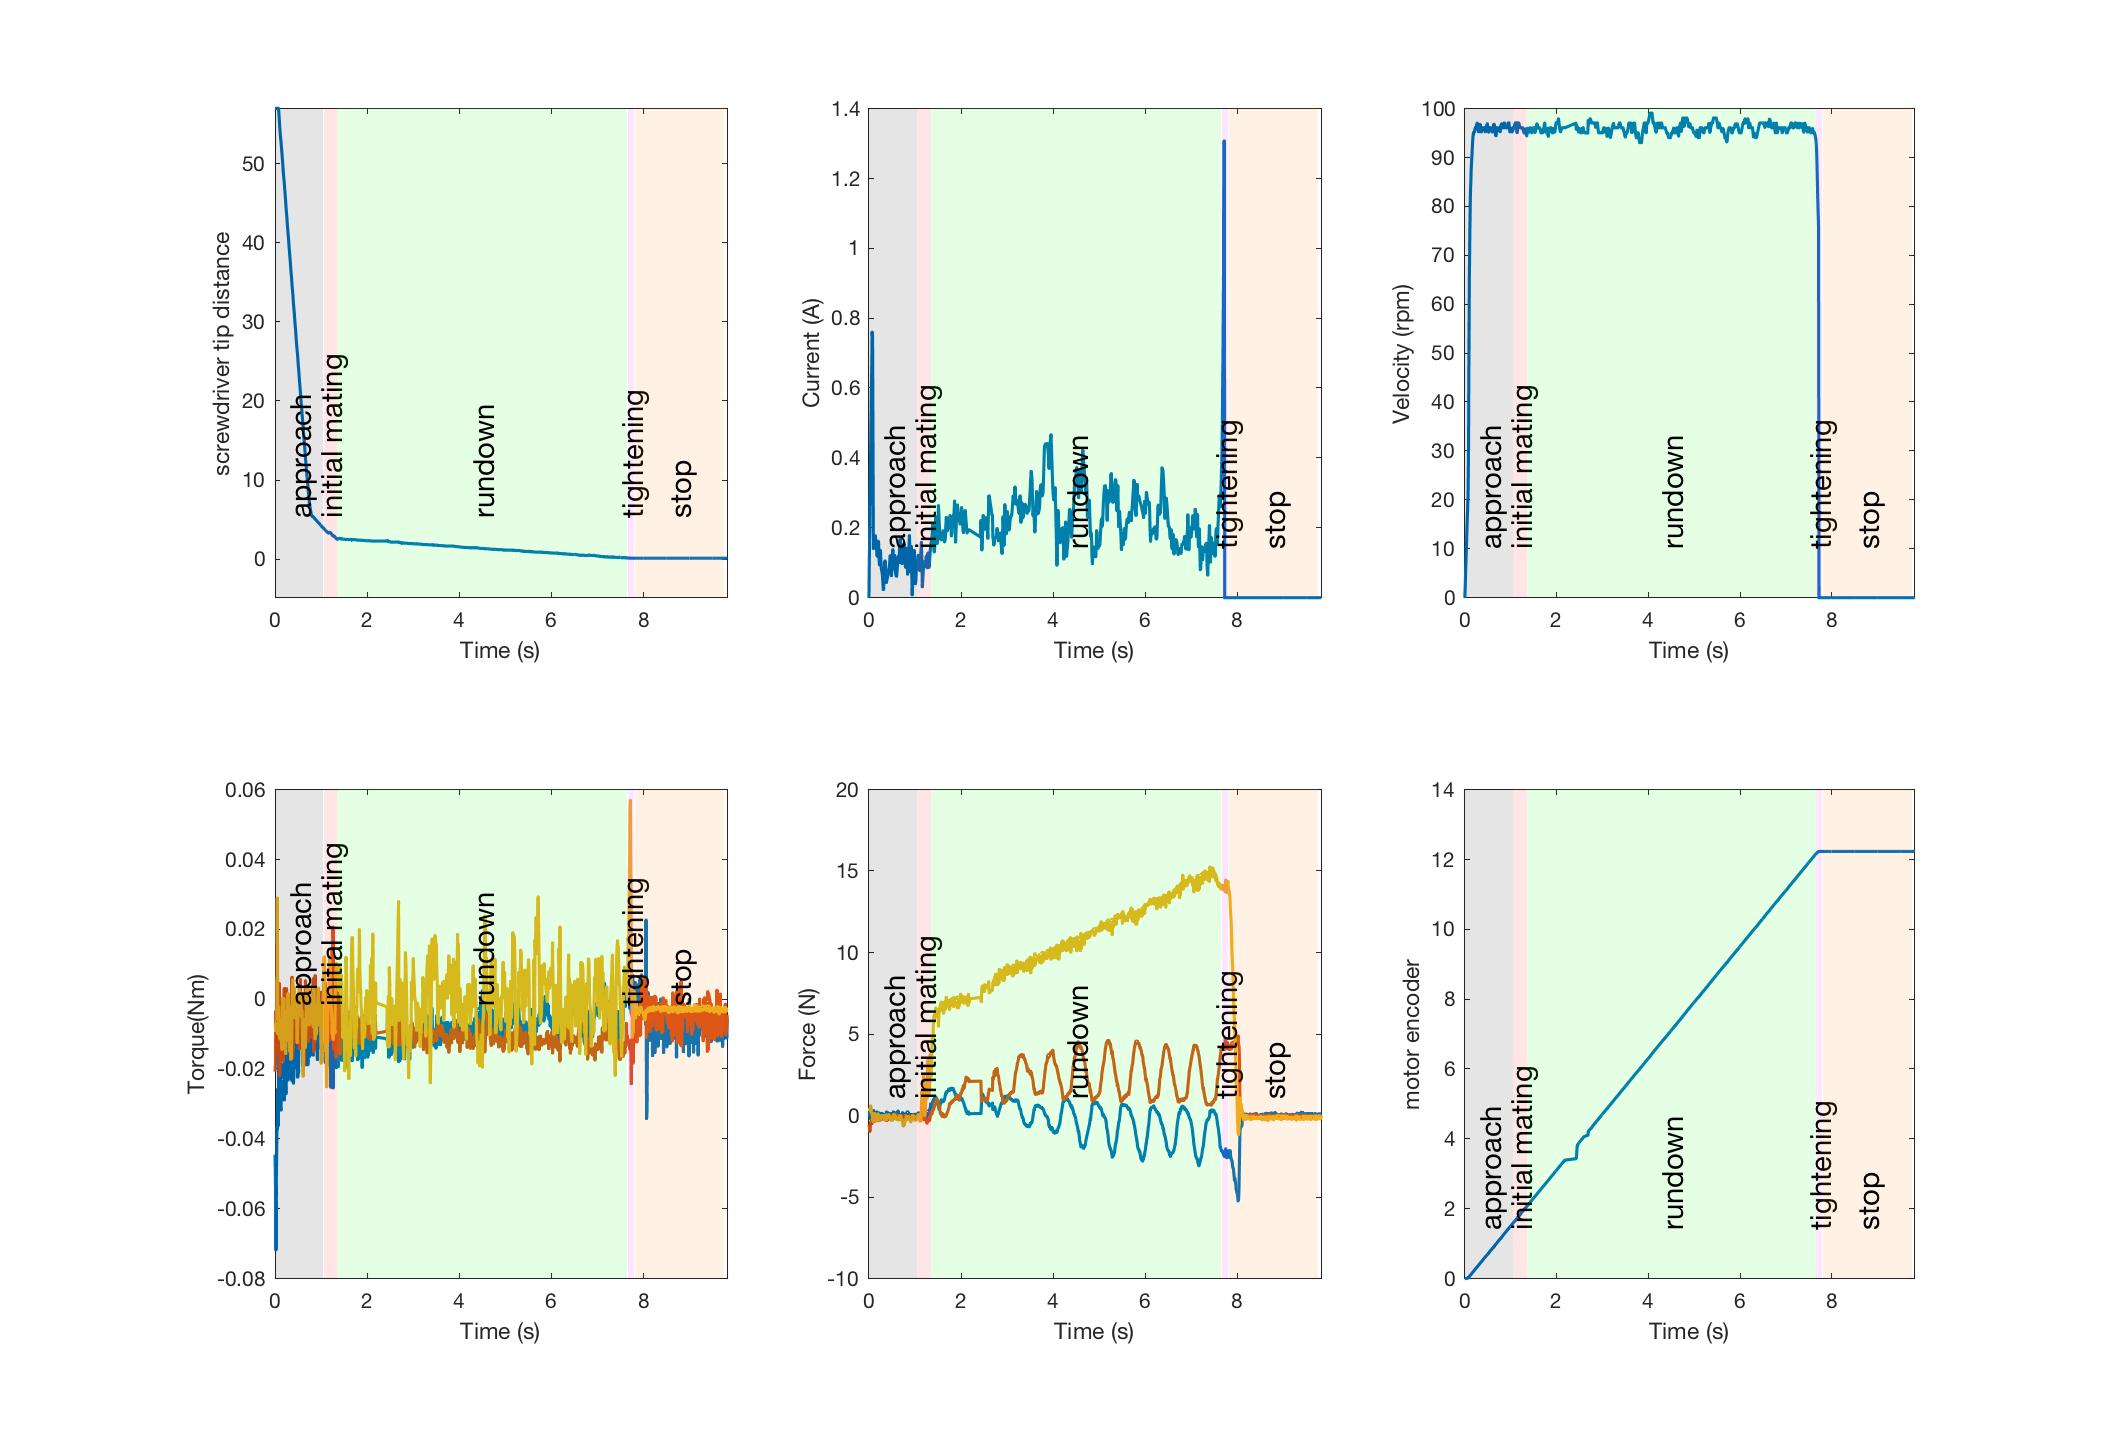 50
40
30
20
10
0
screwdriver tip distance
approach
initial mating
rundown
tightening
stop
0 2 4 6 8
Time (s)
1.4
1.2
1
0.8
0.6
0.4
0.2
0
Current (A)
approach
initial mating
rundown
tightening
stop
0 2 4 6 8
Time (s)
100
90
80
70
60
50
40
30
20
10
0
Velocity (rpm)
approach
initial mating
rundown
tightening
stop
0 2 4 6 8
Time (s)
0.06
0.04
0.02
0
-0.02
-0.04
-0.06
-0.08
Torque(Nm)
approach
initial mating
rundown
tightening
stop
0 2 4 6 8
Time (s)
20
15
10
5
0
-5
-10
Force (N)
approach
initial mating
rundown
tightening
stop
0 2 4 6 8
Time (s)
14
12
10
8
6
4
2
0
motor encoder
approach
initial mating
rundown
tightening
stop
0 2 4 6 8
Time (s)